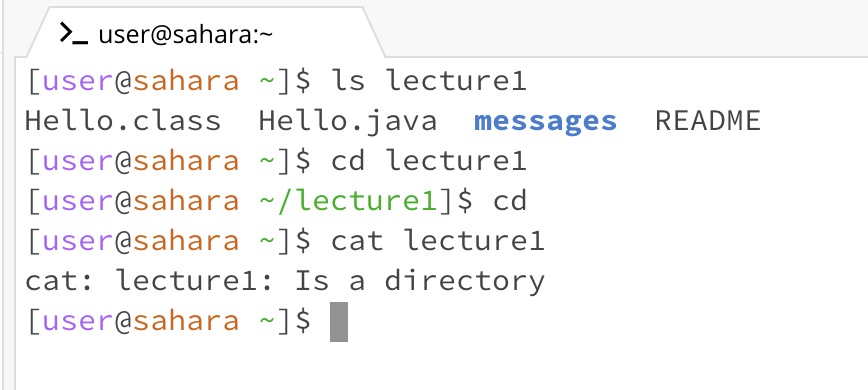 >_ user@sahara:~
[user@sahara ~]$ ls lecture1
Hello.class  Hello.java  messages  README
[user@sahara ~]$ cd lecture1
[user@sahara ~/lecture1]$ cd
[user@sahara ~]$ cat lecture1
cat: lecture1: Is a directory
[user@sahara ~]$